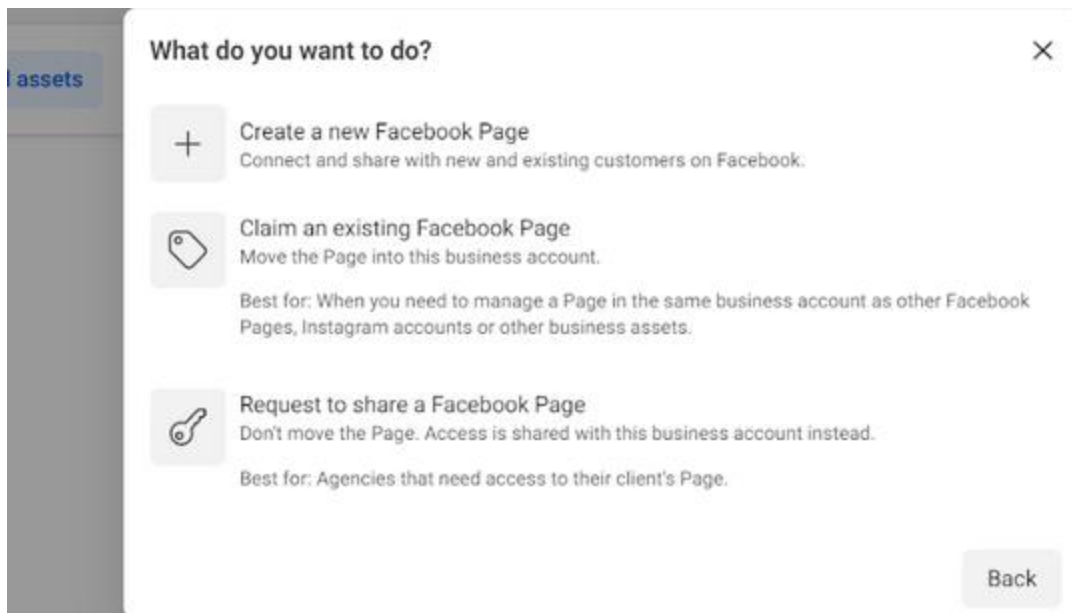 What do you want to do?
assets
Create a new Facebook Page
Connect and share with new and existing customers on Facebook.
Claim an existing Facebook Page
Move the Page into this business account.
Best for: When you need to manage a Page in the same business account as other Facebook
Pages, Instagram accounts or other business assets.
Request to share a Facebook Page
Don't move the Page. Access is shared with this business account instead.
Best for: Agencies that need access to their client's Page.
Back